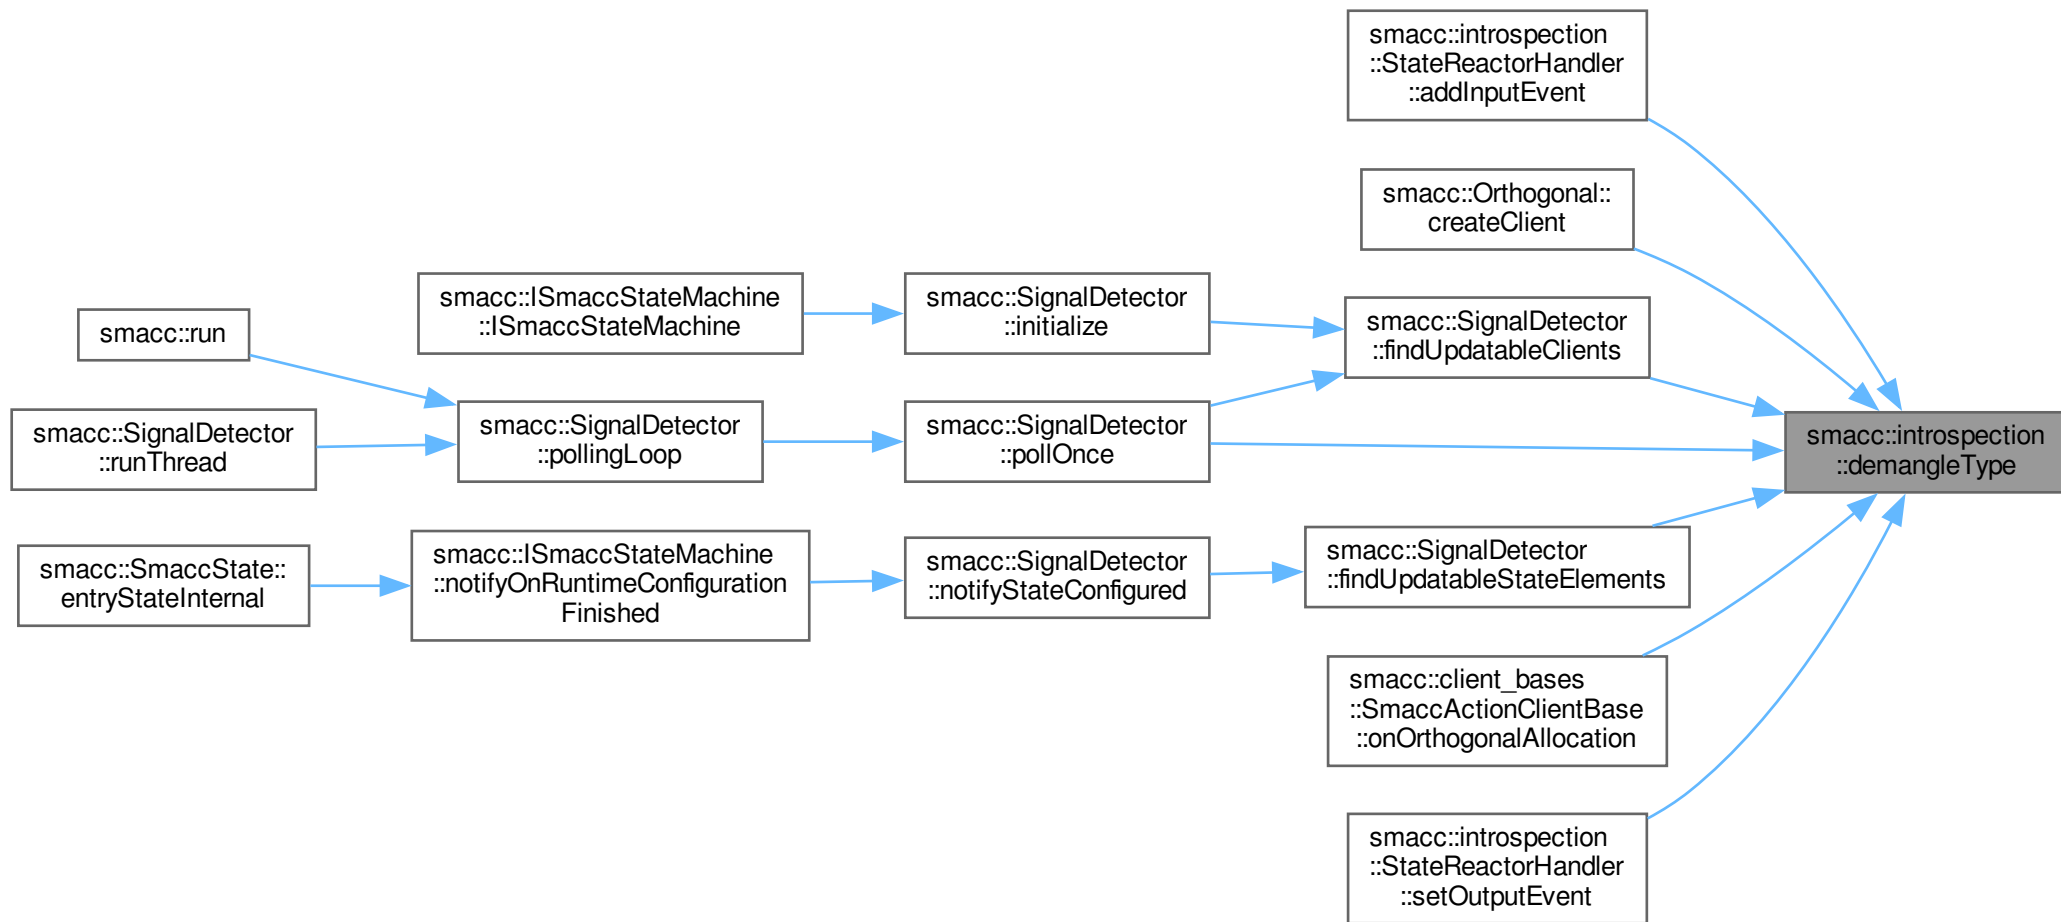 smacc::introspection
::StateReactorHandler
::addInputEvent
smacc::Orthogonal::
createClient
smacc::ISmaccStateMachine
::ISmaccStateMachine
smacc::SignalDetector
::initialize
smacc::SignalDetector
::findUpdatableClients
smacc::run
smacc::SignalDetector
::runThread
smacc::SignalDetector
::pollingLoop
smacc::SignalDetector
::pollOnce
smacc::introspection
::demangleType
smacc::SmaccState::
entryStateInternal
smacc::ISmaccStateMachine
::notifyOnRuntimeConfiguration
Finished
smacc::SignalDetector
::notifyStateConfigured
smacc::SignalDetector
::findUpdatableStateElements
smacc::client_bases
::SmaccActionClientBase
::onOrthogonalAllocation
smacc::introspection
::StateReactorHandler
::setOutputEvent